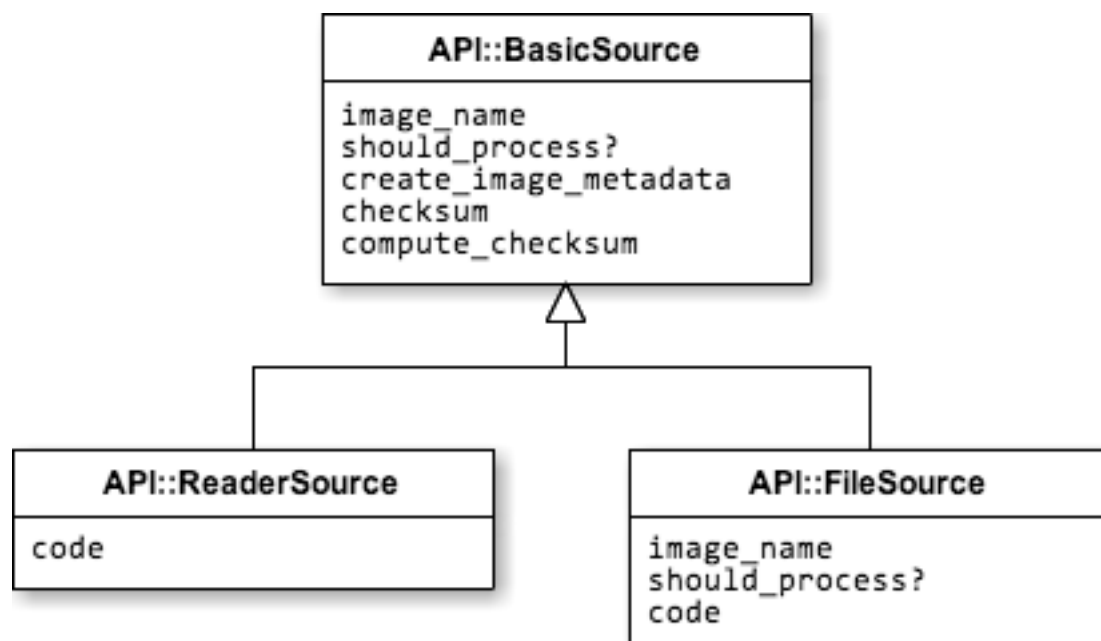 API::BasicSource
image_name
should_process?
create_image_metadata
checksum
compute_checksum
API::ReaderSource
code
API::FileSource
image_name
should_process?
code